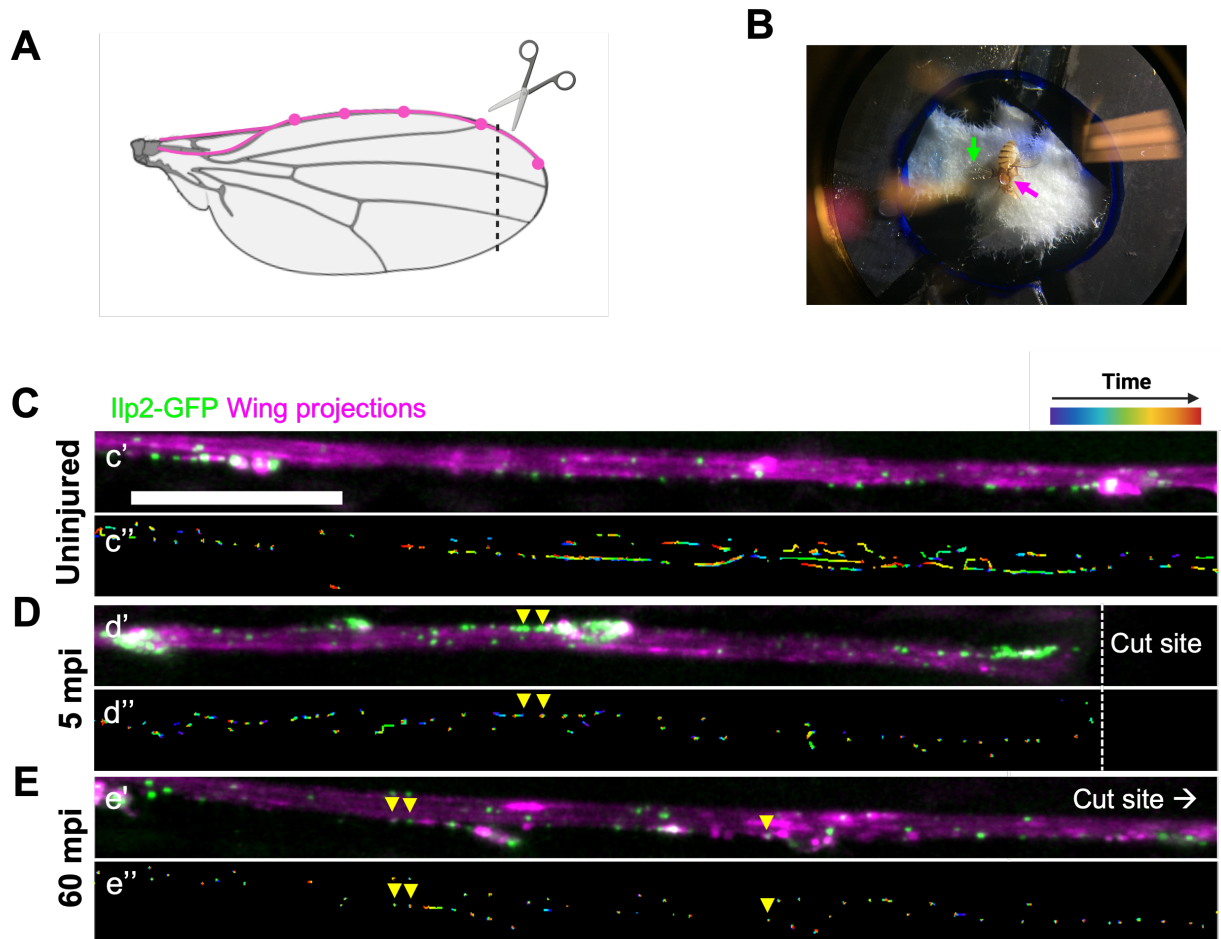 A
B
Time
C
Ilp2-GFP Wing projections
Uninjured
c’
c’’
D
5 mpi
d’
Cut site
d’’
E
60 mpi
e’
Cut site →
e’’